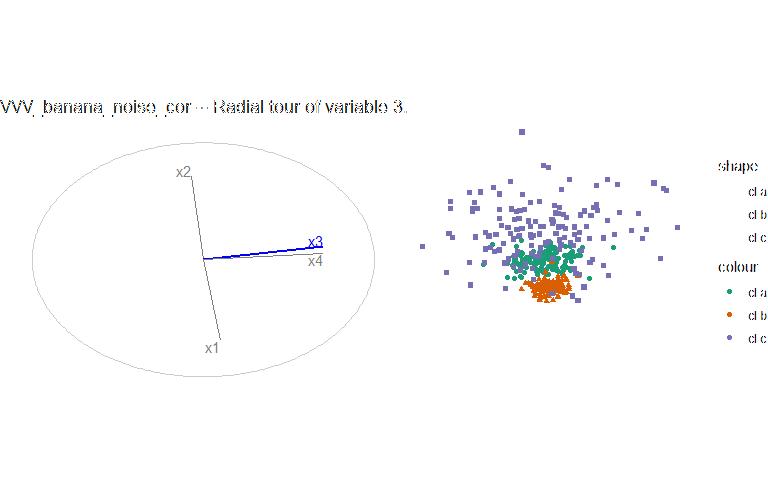 VVV_banana_noise_cor --- Radial tour of variable 3.
x2
x3
x4
x1
shape
cl a
cl b
cl c
colour
cl a
cl b
cl c